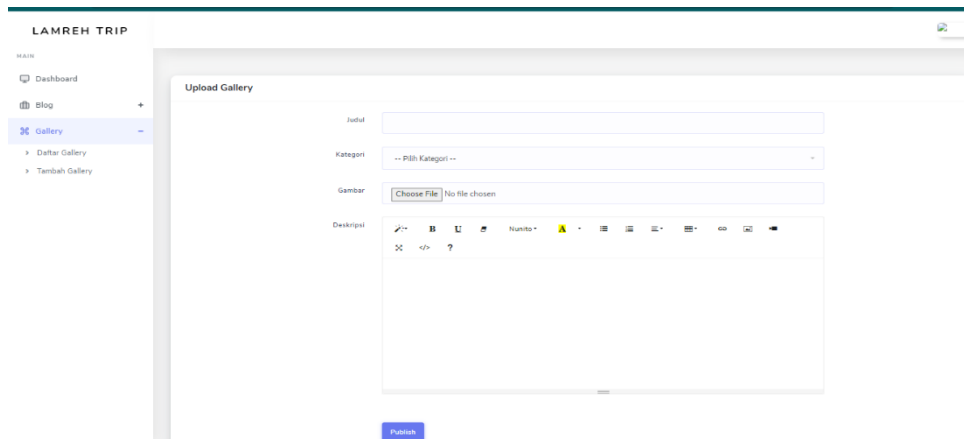 LAMREH TRIP
MAIN
Dashboard
Blog +
Gallery -
> Daftar Gallery
> Tambah Gallery
Upload Gallery
Judul
Kategori
-- Pilih Kategori --
Gambar
Choose File No file chosen
Deskripsi
B U Nunito A
</> ?
Publish